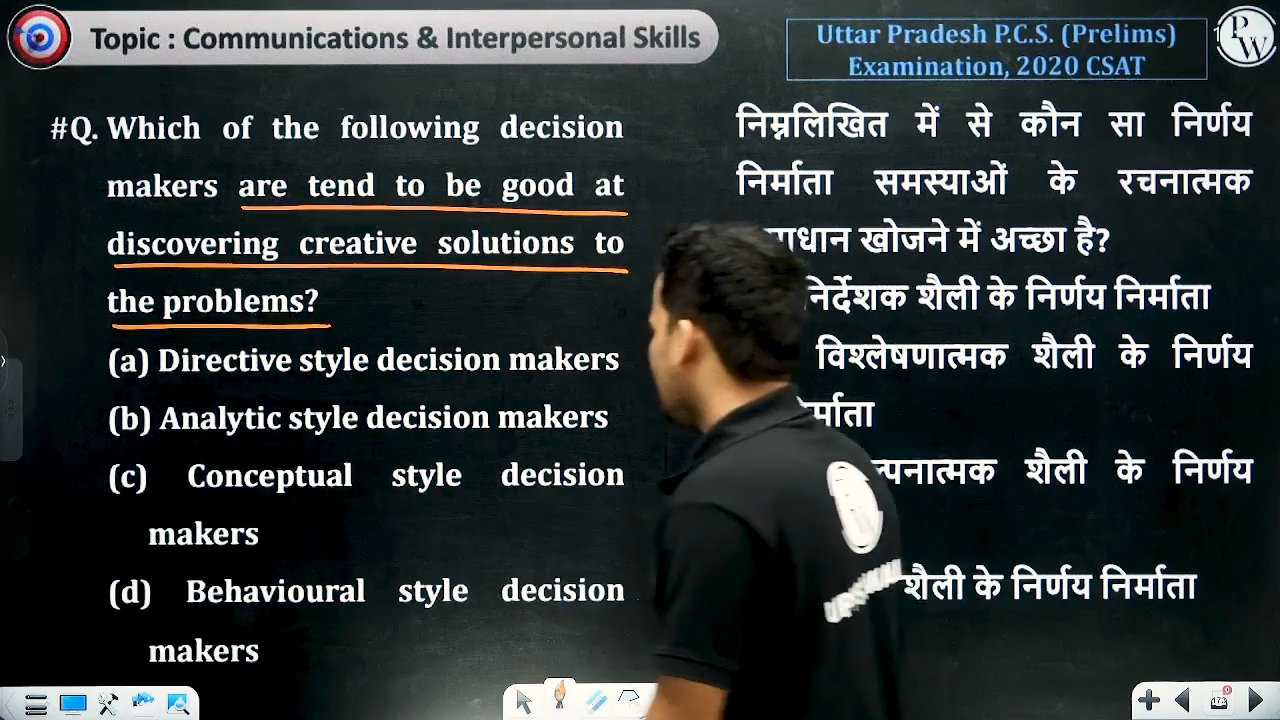 Topic : Communications & Interpersonal Skills
Uttar Pradesh P.C.S. (Prelims)
Examination, 2020 CSAT
P
W
#Q. Which of the following decision
makers are tend to be good at
discovering creative solutions to
the problems?
(a) Directive style decision makers
(b) Analytic style decision makers
(c) Conceptual style decision
makers
(d) Behavioural style decision
makers
निम्नलिखित में से कौन सा निर्णय
निर्माता समस्याओं के रचनात्मक
खोजने में अच्छा है?
शैली के निर्णय निर्माता
विश्लेषणात्मक शैली के निर्णय
शैली के निर्णय
शैली के निर्णय निर्माता
173